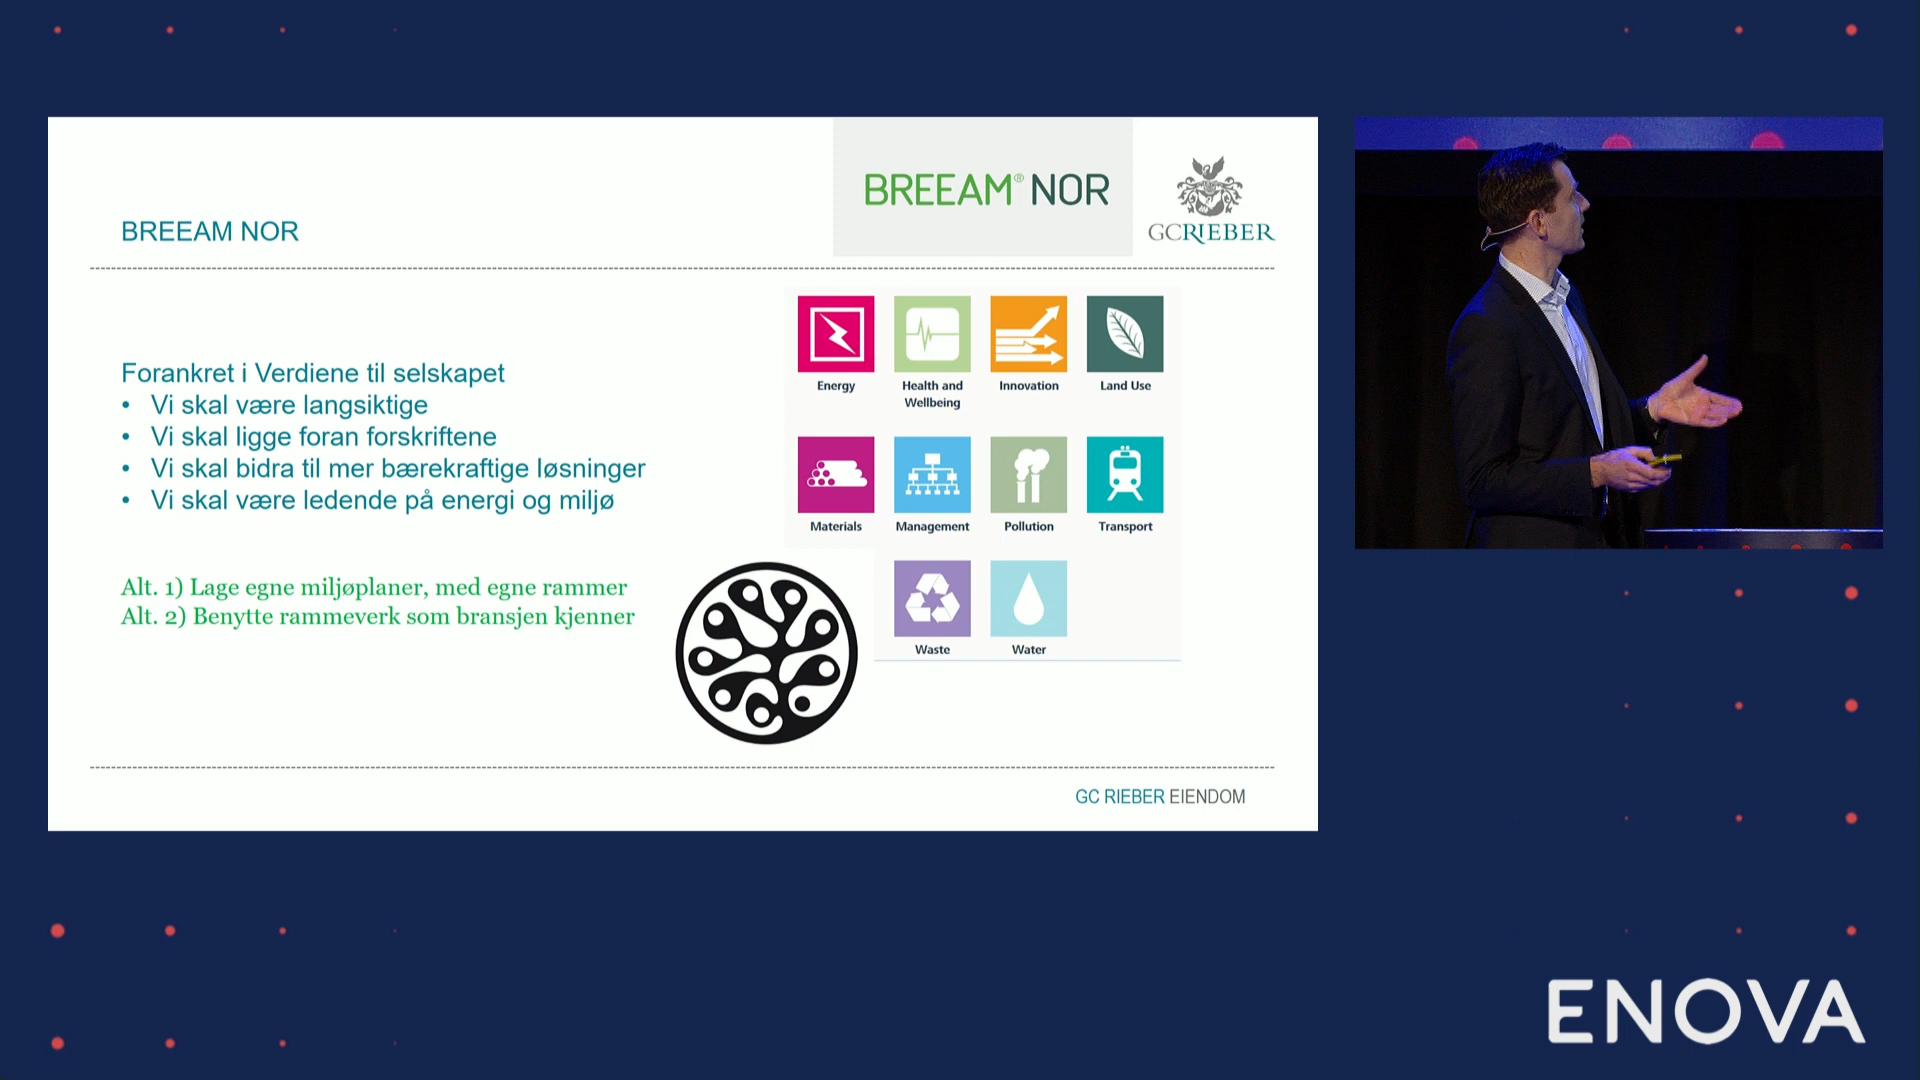 BREEAM® NOR
GC RIEBER
BREEAM NOR
Forankret i Verdiene til selskapet
• Vi skal være langsiktige
• Vi skal ligge foran forskriftene
• Vi skal bidra til mer bærekraftige løsninger
• Vi skal være ledende på energi og miljø
Alt. 1) Lage egne miljøplaner, med egne rammer
Alt. 2) Benytte rammeverk som bransjen kjenner
Energy
Health and
Wellbeing
Innovation
Land Use
Materials
Management
Pollution
Transport
Waste
Water
GC RIEBER EIENDOM
ENOVA